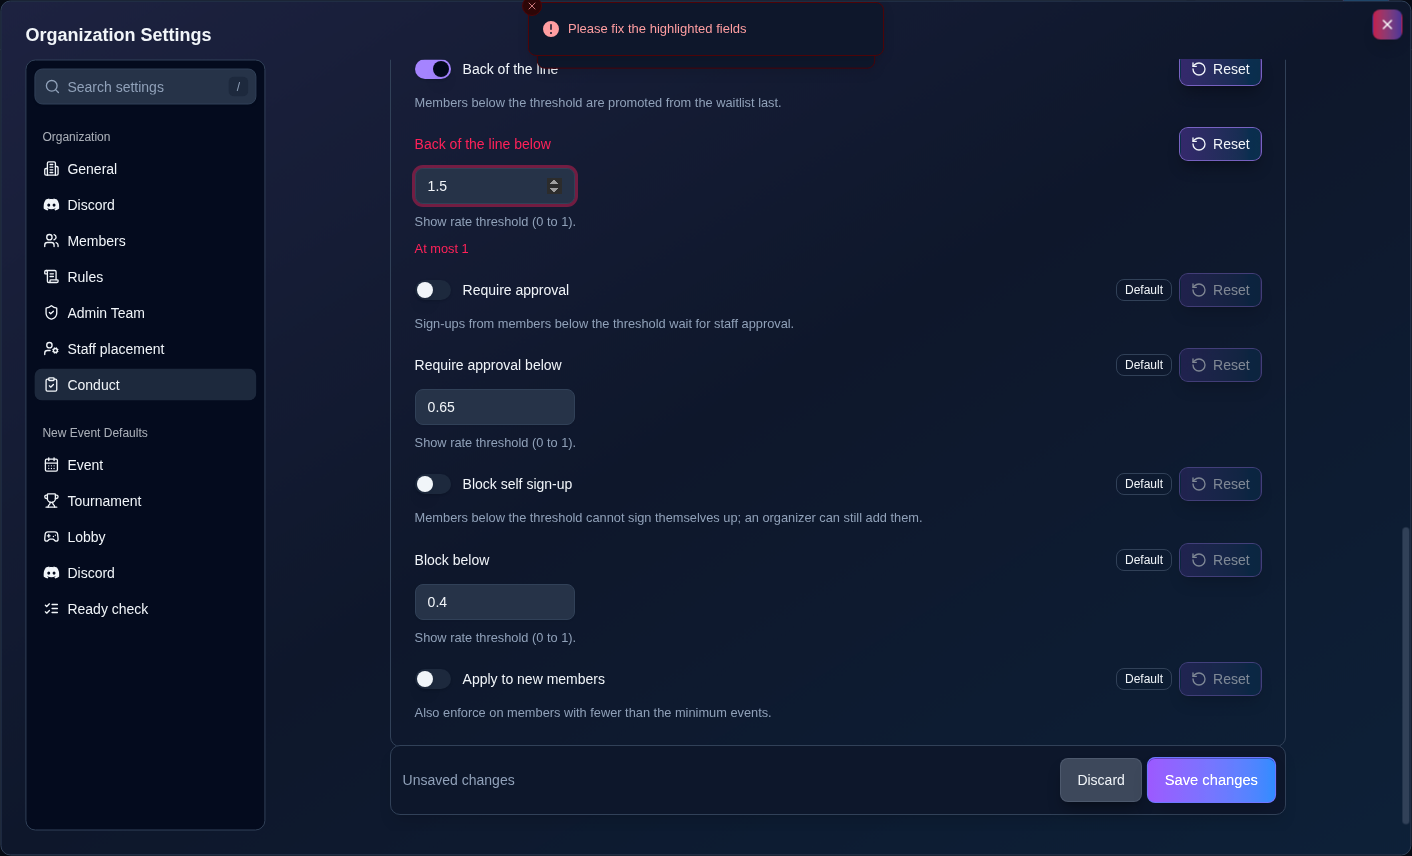 Organization Settings
Please fix the highlighted fields
Search settings /
Organization
General
Discord
Members
Rules
Admin Team
Staff placement
Conduct
New Event Defaults
Event
Tournament
Lobby
Discord
Ready check
Back of the line
Reset
Members below the threshold are promoted from the waitlist last.
Back of the line below
Reset
1.5
Show rate threshold (0 to 1).
At most 1
Require approval
Default
Reset
Sign-ups from members below the threshold wait for staff approval.
Require approval below
Default
Reset
0.65
Show rate threshold (0 to 1).
Block self sign-up
Default
Reset
Members below the threshold cannot sign themselves up; an organizer can still add them.
Block below
Default
Reset
0.4
Show rate threshold (0 to 1).
Apply to new members
Default
Reset
Also enforce on members with fewer than the minimum events.
Unsaved changes
Discard
Save changes